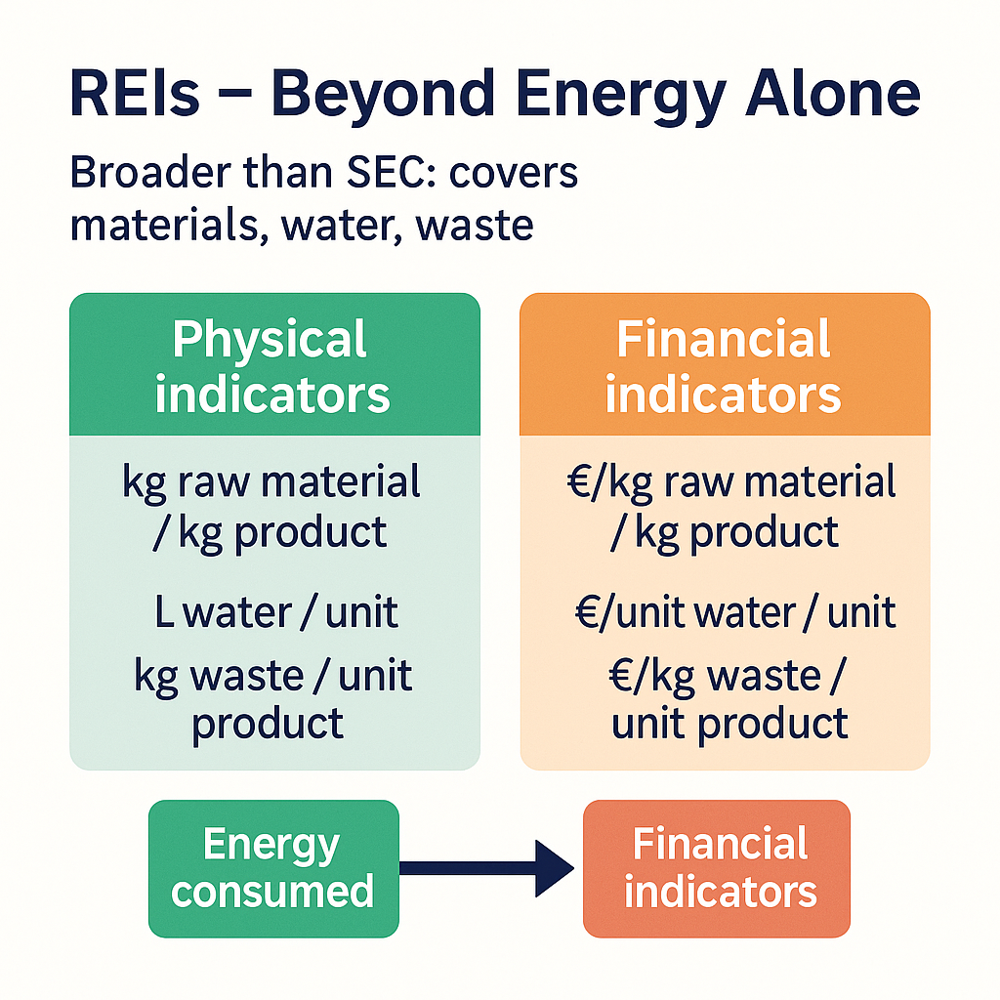 REIs – Beyond Energy Alone
Broader than SEC: covers
materials, water, waste
Physical
indicators
kg raw material
/ kg product
L water / unit
kg waste / unit
product
Financial
indicators
€/kg raw material
/ kg product
€/unit water / unit
€/kg waste /
unit product
Energy
consumed
Financial
indicators